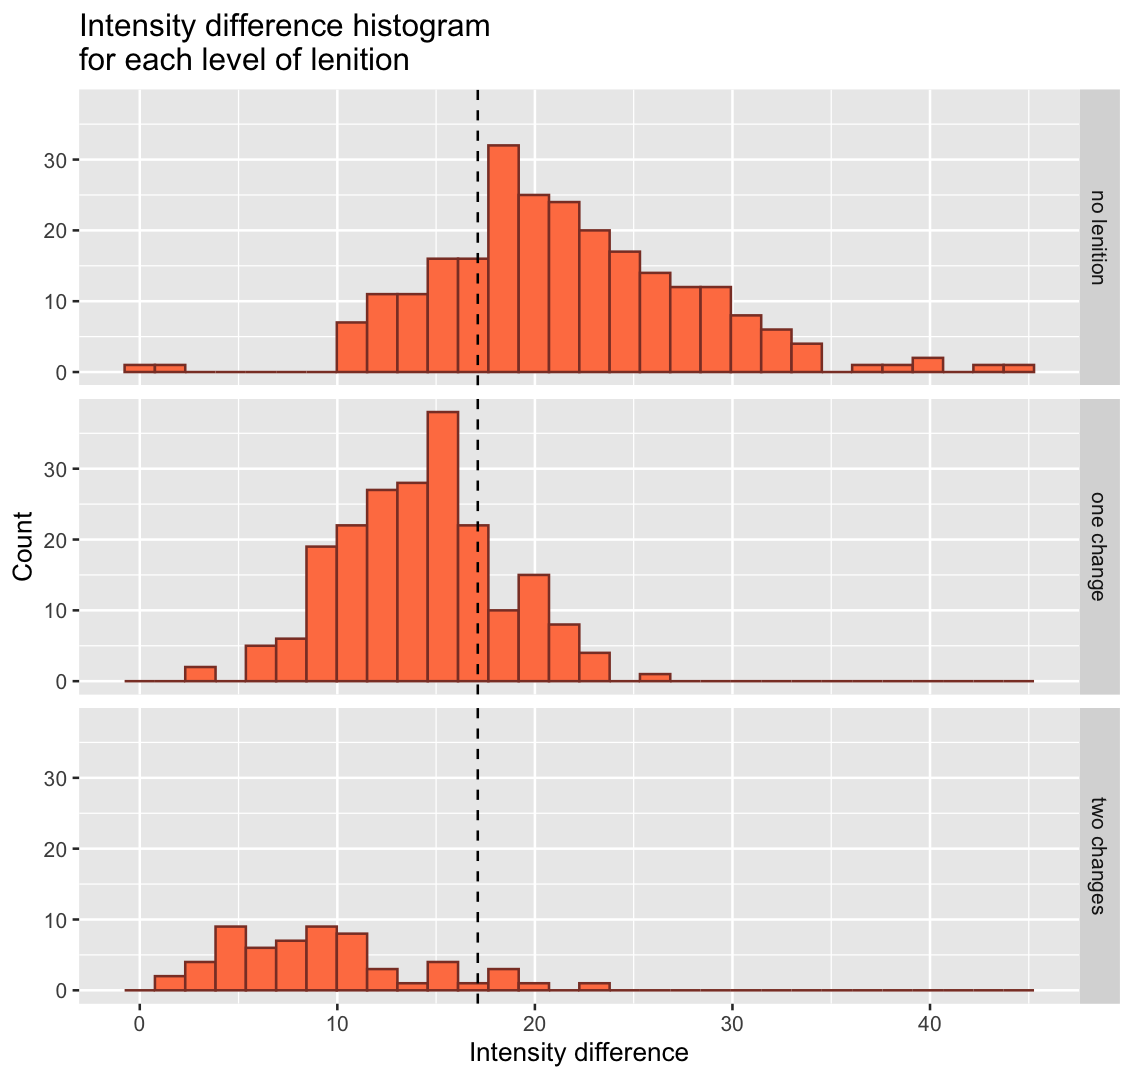 Intensity difference histogram
for each level of lenition
30
20
10
0
no lenition
Count
30
20
10
0
one change
30
20
10
0
two changes
0 10 20 30 40
Intensity difference